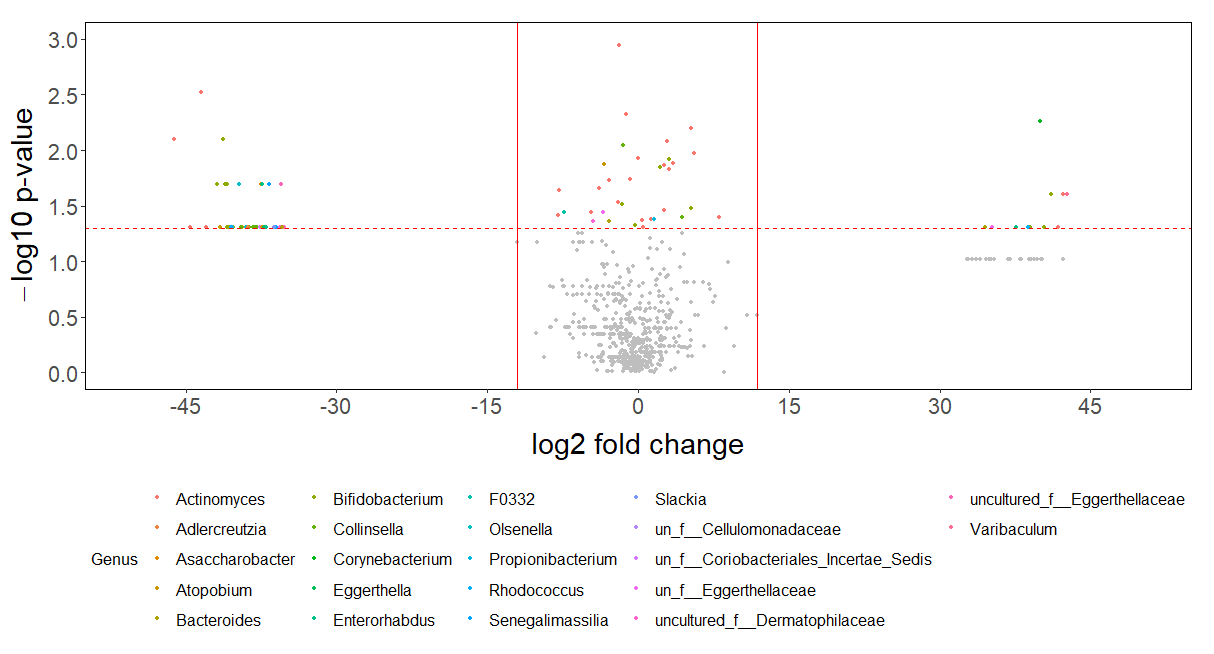 3.0
2.5
2.0
1.5
1.0
0.5
0.0
−log10 p-value
-45 -30 -15 0 15 30 45
log2 fold change
Actinomyces Bifidobacterium F0332 Slackia uncultured_f__Eggerthellaceae
Adlercreutzia Collinsella Olsenella un_f__Cellulomonadaceae Varibaculum
Genus Asaccharobacter Corynebacterium Propionibacterium un_f__Coriobacteriales_Incertae_Sedis
Atopobium Eggerthella Rhodococcus un_f__Eggerthellaceae
Bacteroides Enterorhabdus Senegalimassilia uncultured_f__Dermatophilaceae